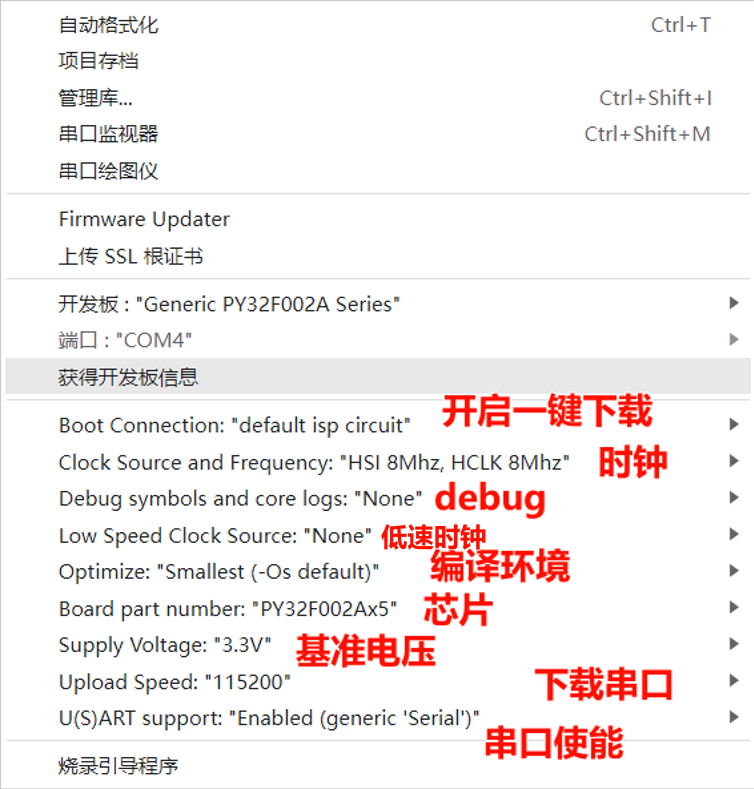 自动格式化 Ctrl+T
项目存档
管理库... Ctrl+Shift+I
串口监视器 Ctrl+Shift+M
串口绘图仪
Firmware Updater
上传 SSL 根证书
开发板 : "Generic PY32F002A Series"
端口 : "COM4"
获得开发板信息
开启一键下载
Boot Connection: "default isp circuit"
Clock Source and Frequency: "HSI 8Mhz, HCLK 8Mhz" 时钟
Debug symbols and core logs: "None" debug
Low Speed Clock Source: "None" 低速时钟
Optimize: "Smallest (-Os default)" 编译环境
Board part number: "PY32F002Ax5" 芯片
Supply Voltage: "3.3V" 基准电压
Upload Speed: "115200" 下载串口
U(S)ART support: "Enabled (generic 'Serial')"
串口使能
烧录引导程序